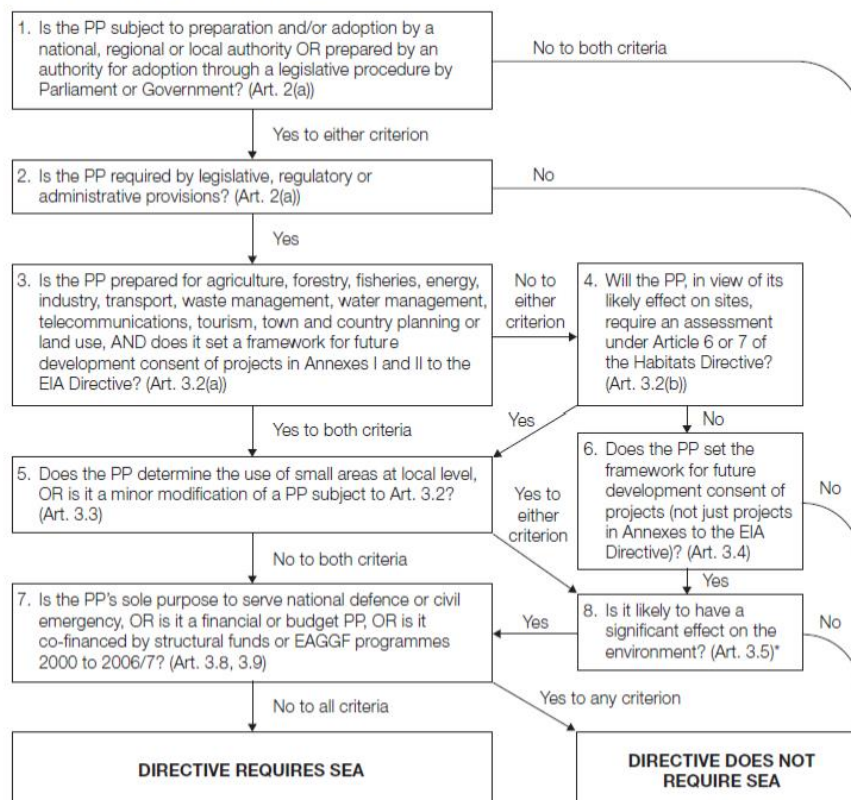 1. Is the PP subject to preparation and/or adoption by a
national, regional or local authority OR prepared by an
authority for adoption through a legislative procedure by
Parliament or Government? (Art. 2(a))
No to both criteria
Yes to either criterion
2. Is the PP required by legislative, regulatory or
administrative provisions? (Art. 2(a))
No
Yes
3. Is the PP prepared for agriculture, forestry, fisheries, energy,
industry, transport, waste management, water management,
telecommunications, tourism, town and country planning or
land use, AND does it set a framework for future
development consent of projects in Annexes I and II to the
EIA Directive? (Art. 3.2(a))
No to
either
criterion
4. Will the PP, in view of its
likely effect on sites,
require an assessment
under Article 6 or 7 of
the Habitats Directive?
(Art. 3.2(b))
Yes to both criteria
Yes
No
5. Does the PP determine the use of small areas at local level,
OR is it a minor modification of a PP subject to Art. 3.2?
(Art. 3.3)
Yes to
either
criterion
6. Does the PP set the
framework for future
development consent of
projects (not just projects
in Annexes to the EIA
Directive)? (Art. 3.4)
No
No to both criteria
Yes
7. Is the PP's sole purpose to serve national defence or civil
emergency, OR is it a financial or budget PP, OR is it
co-financed by structural funds or EAGGF programmes
2000 to 2006/7? (Art. 3.8, 3.9)
Yes
8. Is it likely to have a
significant effect on the
environment? (Art. 3.5)*
No
No to all criteria
Yes to any criterion
DIRECTIVE REQUIRES SEA
DIRECTIVE DOES NOT
REQUIRE SEA